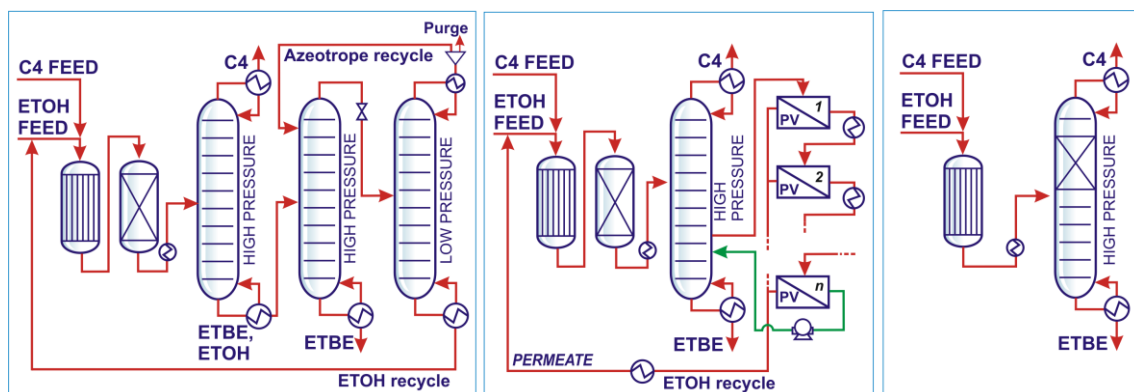 Purge
C4
Azeotrope recycle
C4 FEED
ETOH
FEED
HIGH PRESSURE
HIGH PRESSURE
LOW PRESSURE
ETBE,
ETOH
ETBE
ETOH recycle
C4
C4 FEED
ETOH
FEED
1
PV
2
PV
HIGH
PRESSURE
n
PV
ETBE
PERMEATE
ETOH recycle
C4
C4 FEED
ETOH
FEED
HIGH PRESSURE
ETBE